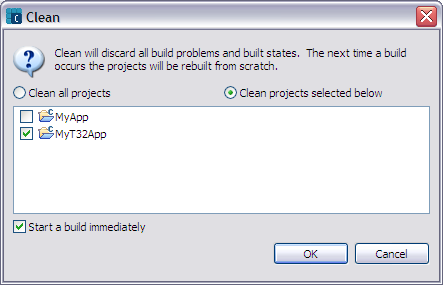 Clean
Clean will discard all build problems and built states.  The next time a build
occurs the projects will be rebuilt from scratch.
Clean all projects
Clean projects selected below
MyApp
MyT32App
Start a build immediately
OK
Cancel